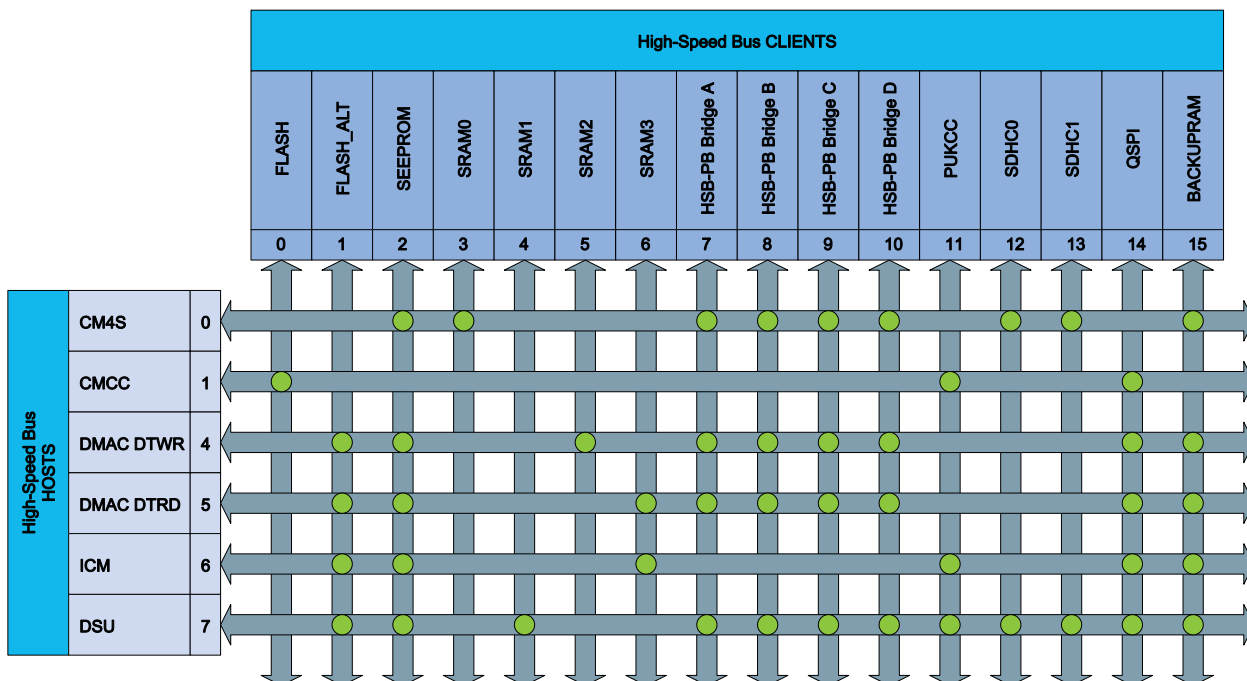 High-Speed Bus CLIENTS
FLASH
FLASH_ALT
SEEPROM
SRAM0
SRAM1
SRAM2
SRAM3
HSB-PB Bridge A
HSB-PB Bridge B
HSB-PB Bridge C
HSB-PB Bridge D
PUKCC
SDHC0
SDHC1
QSPI
BACKUPRAM
0 1 2 3 4 5 6 7 8 9 10 11 12 13 14 15
High-Speed Bus
HOSTS
CM4S 0
CMCC 1
DMAC DTWR 4
DMAC DTRD 5
ICM 6
DSU 7